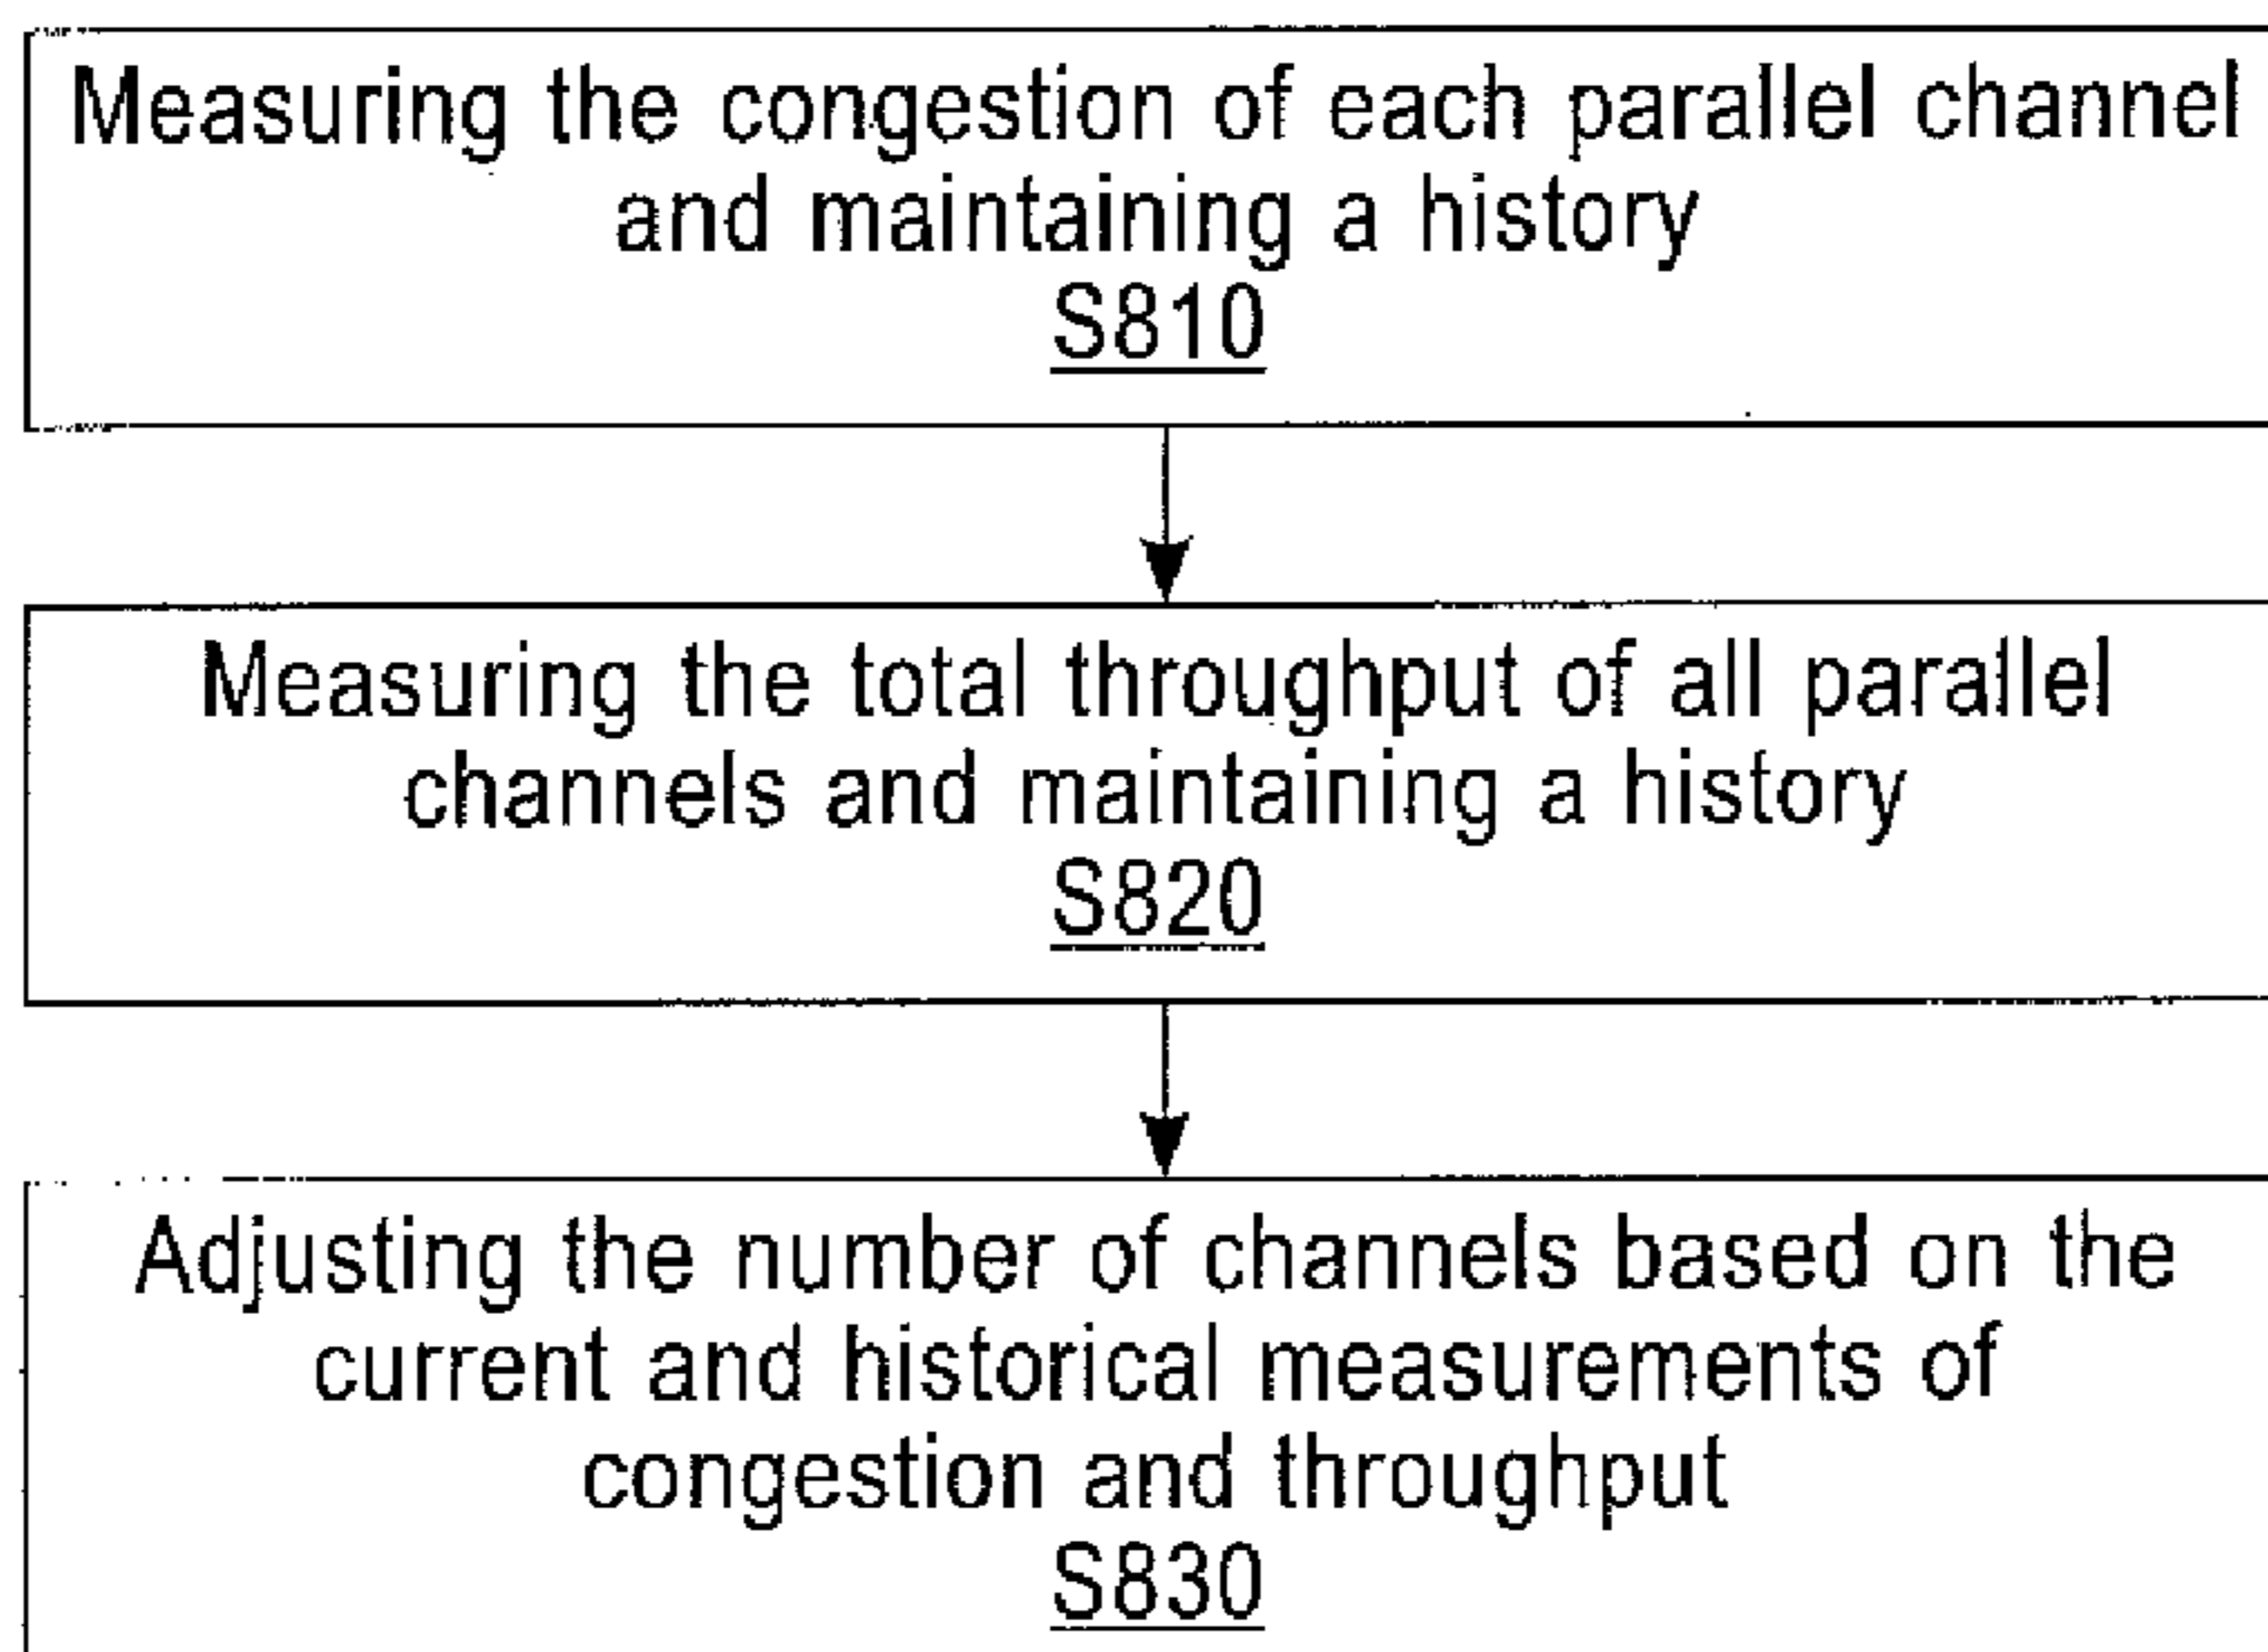 Measuring the congestion of each parallel channel
and maintaining a history
S810
Measuring the total throughput of all parallel
channels and maintaining a history
S820
Adjusting the number of channels based on the
current and historical measurements of
congestion and throughput
S830